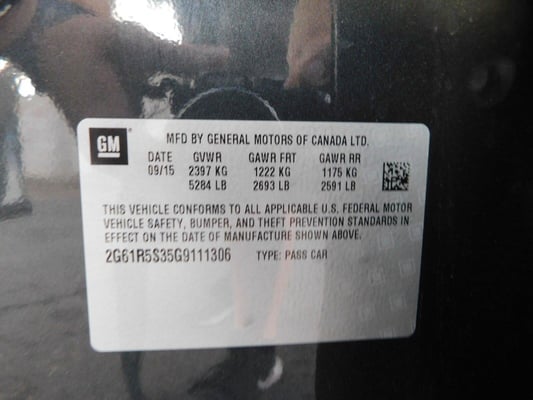 GM
MFD BY GENERAL MOTORS OF CANADA LTD.
DATE GVWR GAWR FRT GAWR RR
09/15 2397 KG 1222 KG 1175 KG
5284 LB 2693 LB 2591 LB
THIS VEHICLE CONFORMS TO ALL APPLICABLE U.S. FEDERAL MOTOR
VEHICLE SAFETY, BUMPER, AND THEFT PREVENTION STANDARDS IN
EFFECT ON THE DATE OF MANUFACTURE SHOWN ABOVE.
2G61R5S35G9111306 TYPE: PASS CAR